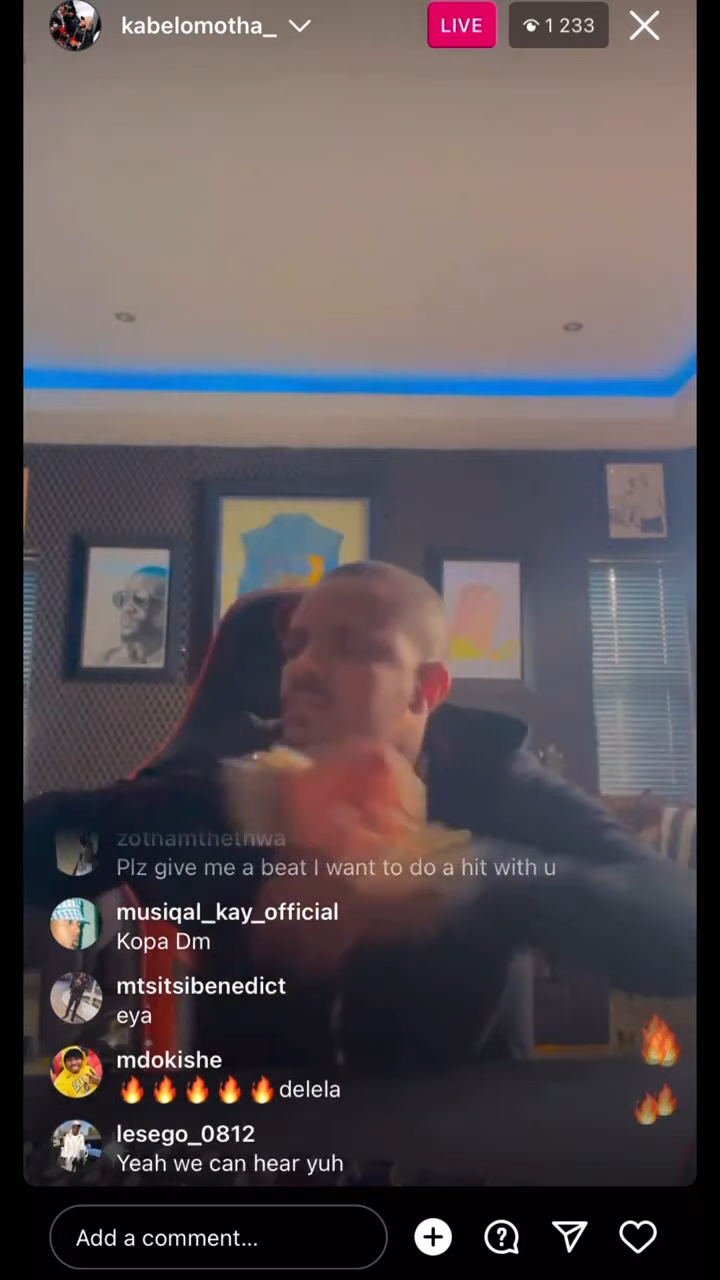 kabelomotha_
LIVE
1 233
zothamthethwa
Plz give me a beat I want to do a hit with u
musiqal_kay_official
Kopa Dm
mtsitsibenedict
eya
mdokishe
🔥🔥🔥🔥🔥delela
lesego_0812
Yeah we can hear yuh
Add a comment...